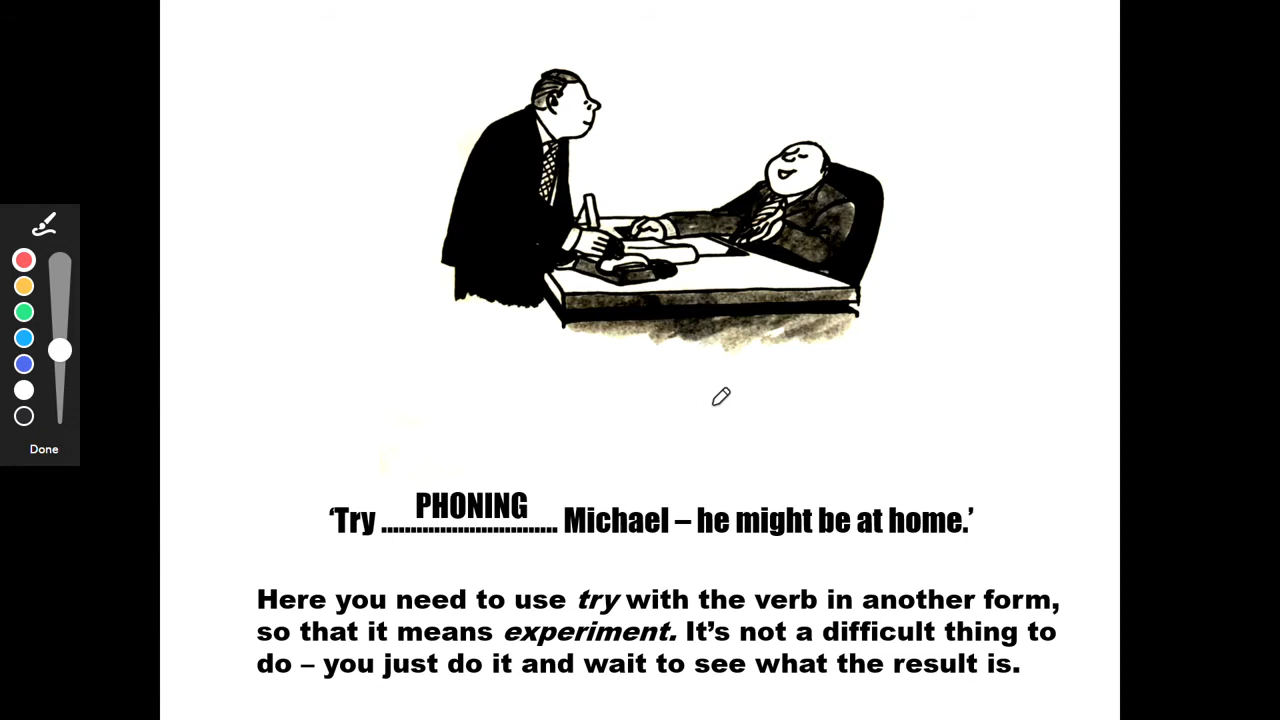 Done
PHONING
‘Try .............................. Michael – he might be at home.’
Here you need to use try with the verb in another form,
so that it means experiment. It’s not a difficult thing to
do – you just do it and wait to see what the result is.